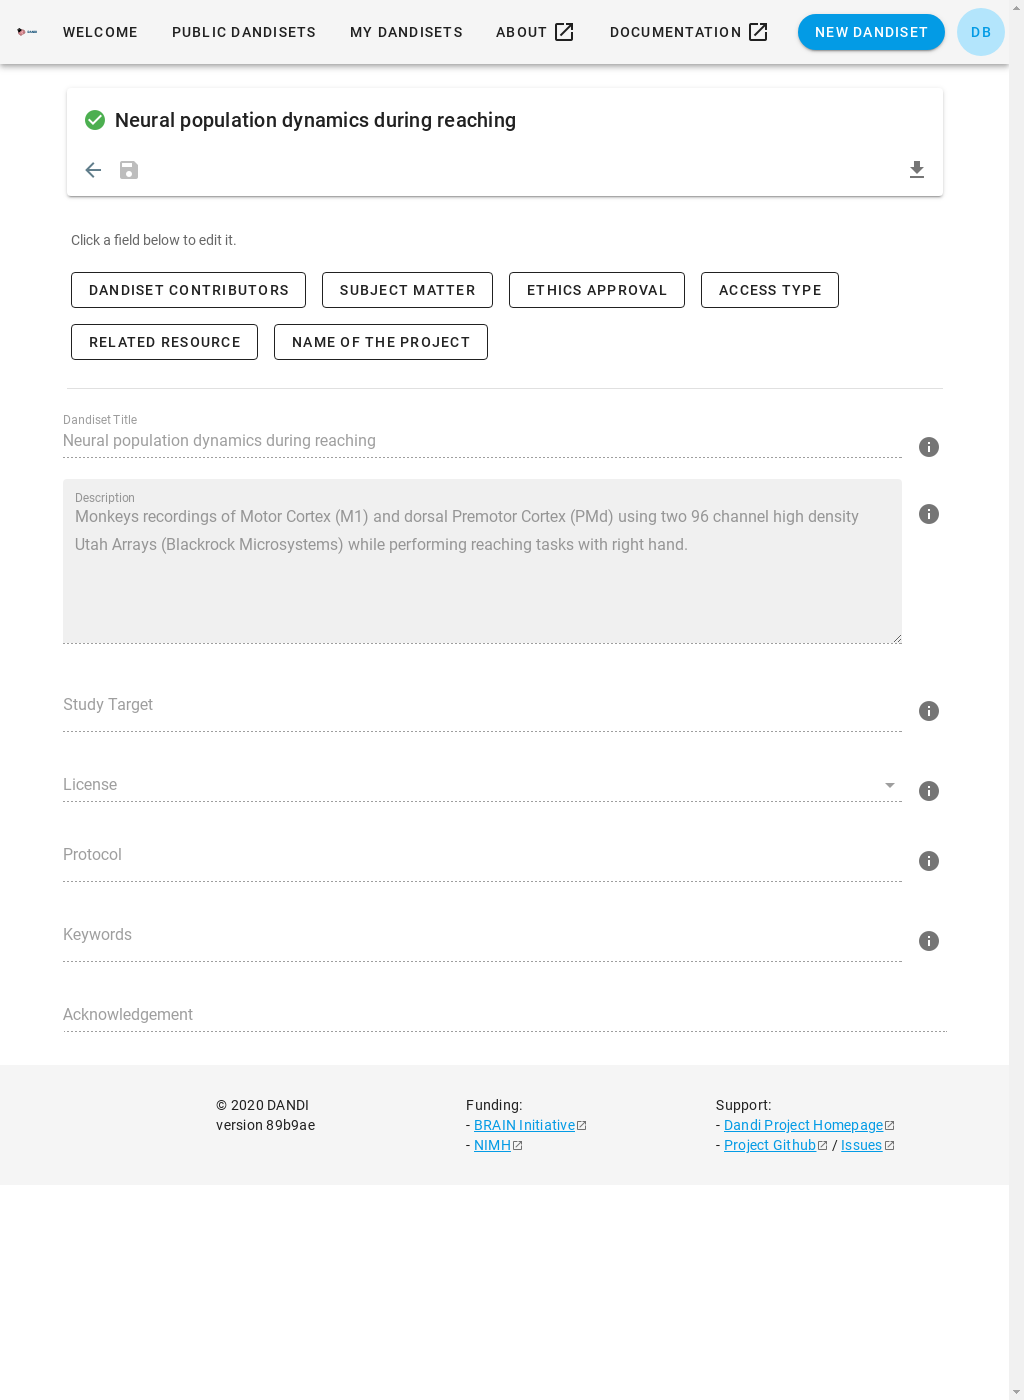 WELCOME PUBLIC DANDISETS MY DANDISETS ABOUT DOCUMENTATION NEW DANDISET DB
Neural population dynamics during reaching
Click a field below to edit it.
DANDISET CONTRIBUTORS SUBJECT MATTER ETHICS APPROVAL ACCESS TYPE
RELATED RESOURCE NAME OF THE PROJECT
Dandiset Title
Neural population dynamics during reaching
Description
Monkeys recordings of Motor Cortex (M1) and dorsal Premotor Cortex (PMd) using two 96 channel high density
Utah Arrays (Blackrock Microsystems) while performing reaching tasks with right hand.
Study Target
License
Protocol
Keywords
Acknowledgement
© 2020 DANDI
version 89b9ae
Funding:
- BRAIN Initiative
- NIMH
Support:
- Dandi Project Homepage
- Project Github / Issues